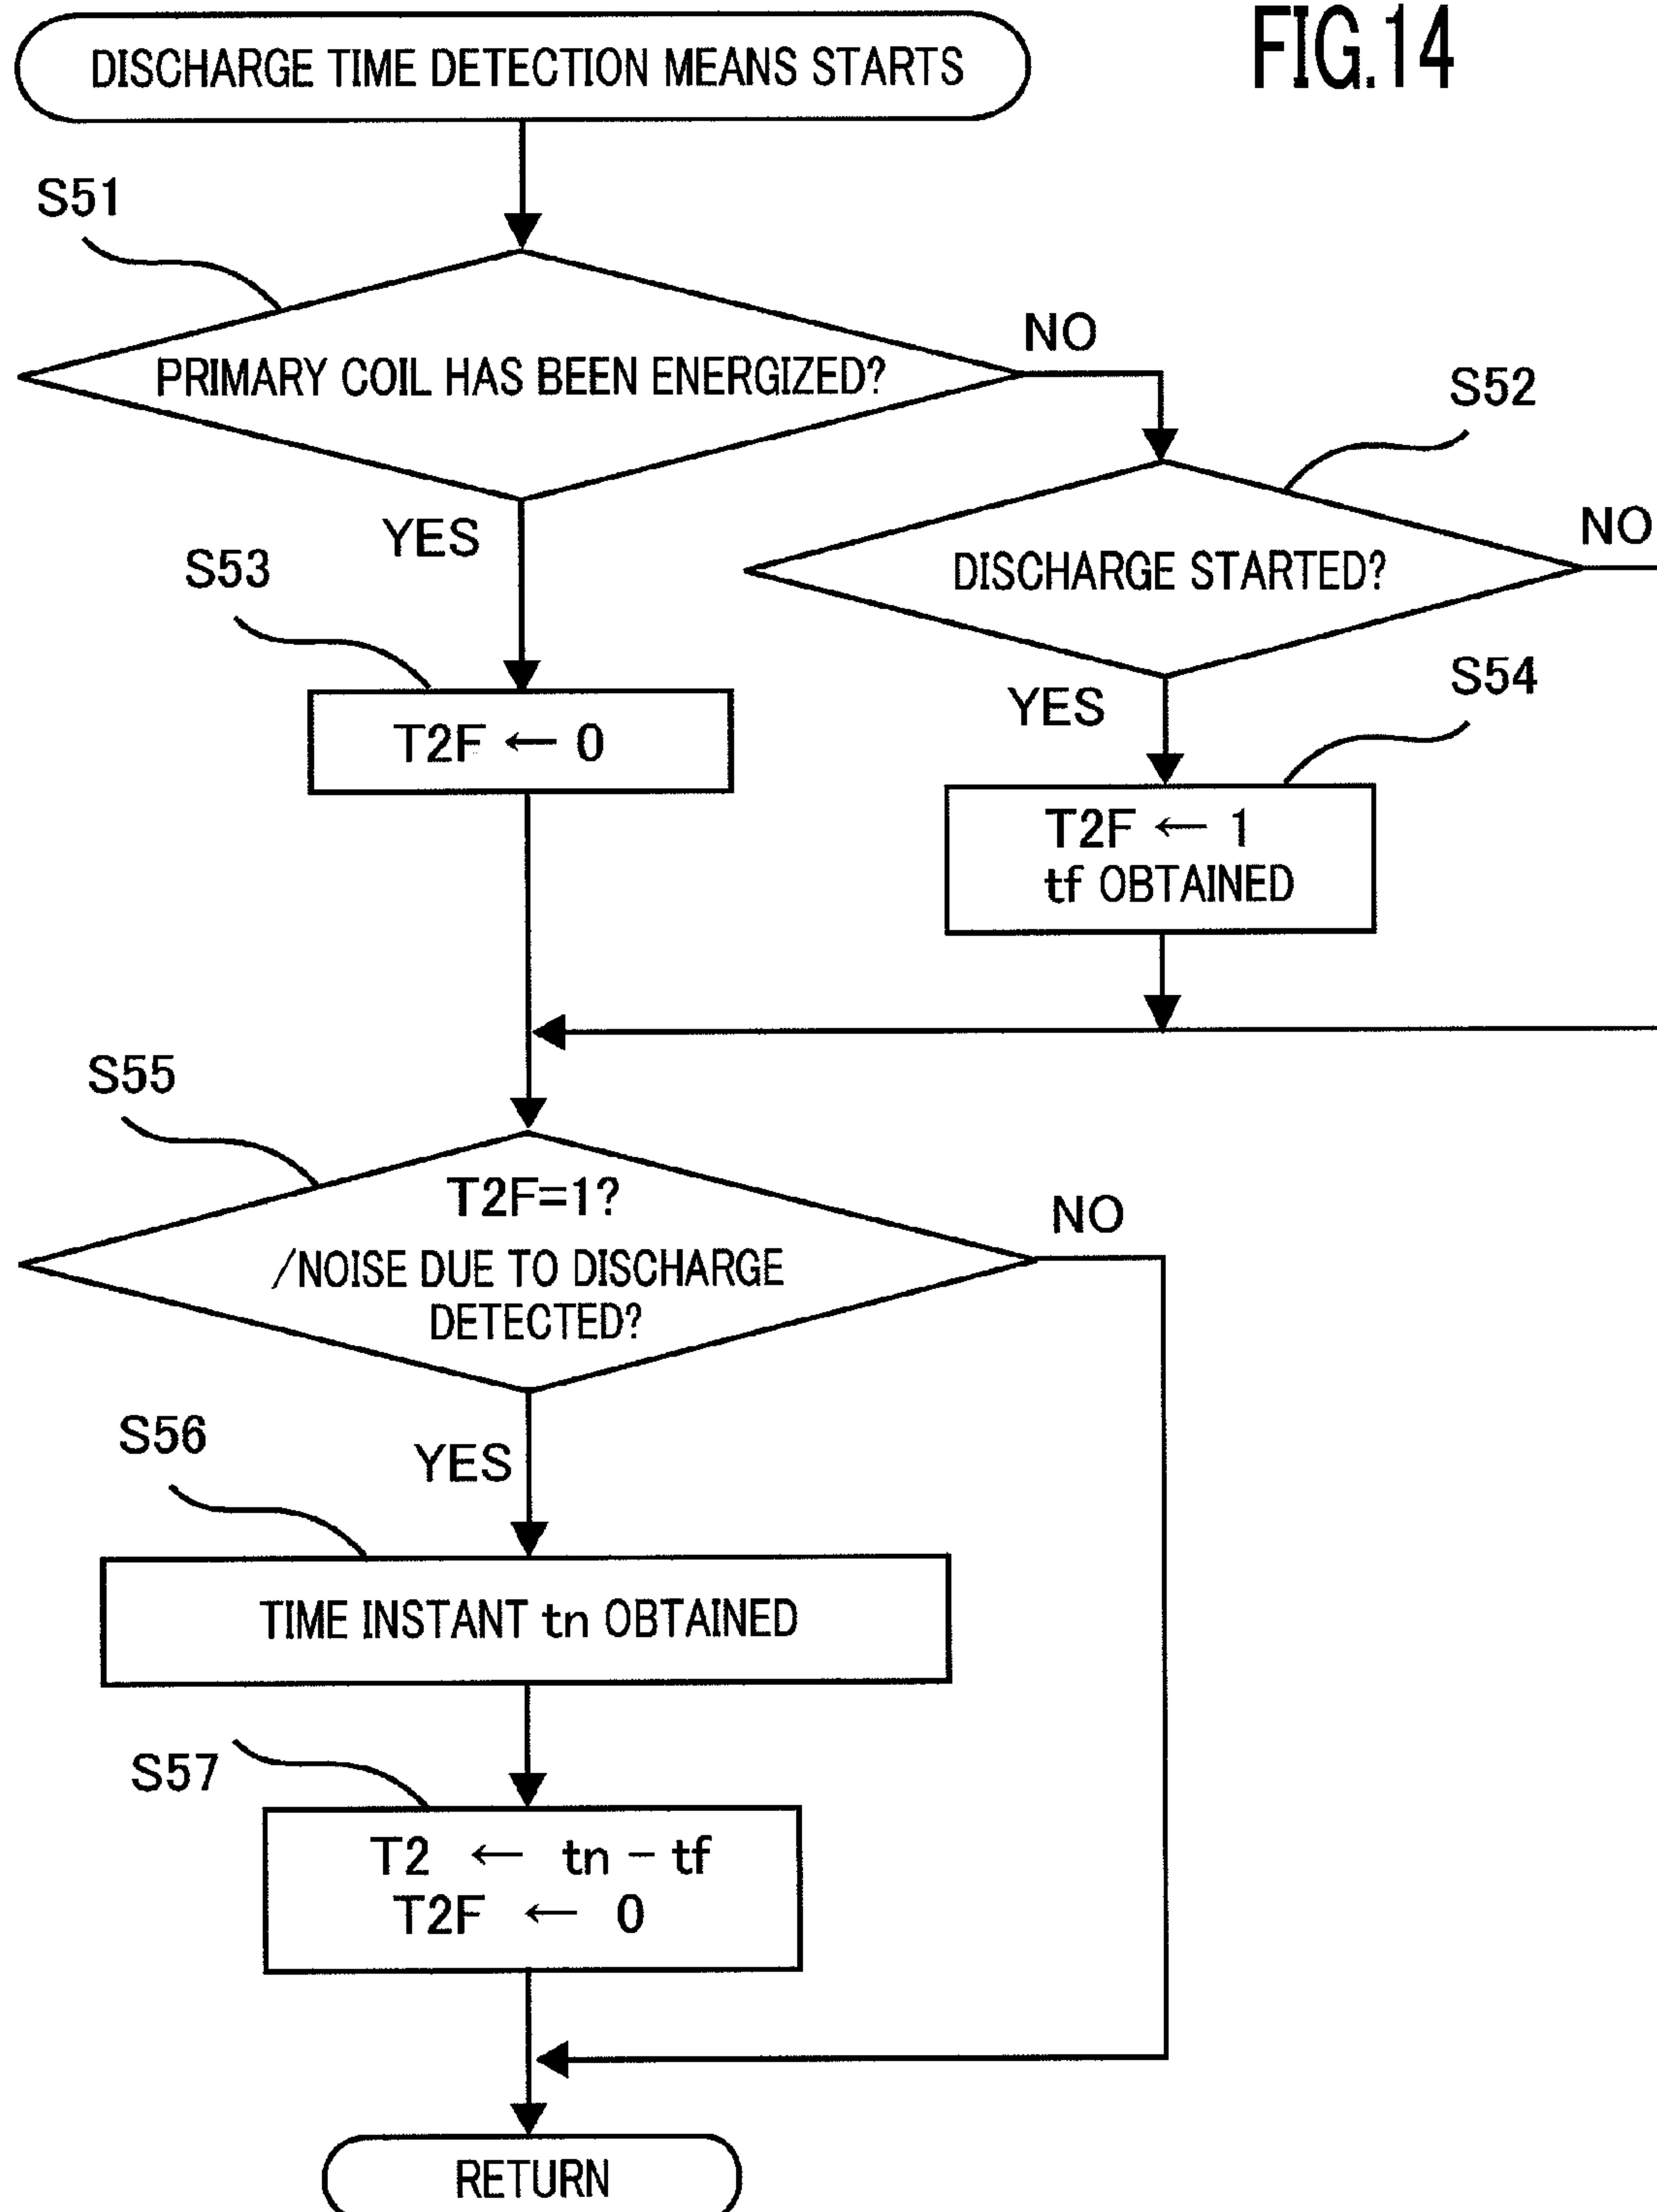 FIG.14
DISCHARGE TIME DETECTION MEANS STARTS
S51
PRIMARY COIL HAS BEEN ENERGIZED?
NO
S52
YES
DISCHARGE STARTED?
NO
S53
T2F ← 0
YES
S54
T2F ← 1
tf OBTAINED
S55
T2F=1?
/NOISE DUE TO DISCHARGE
DETECTED?
NO
S56
YES
TIME INSTANT tn OBTAINED
S57
T2 ← tn - tf
T2F ← 0
RETURN